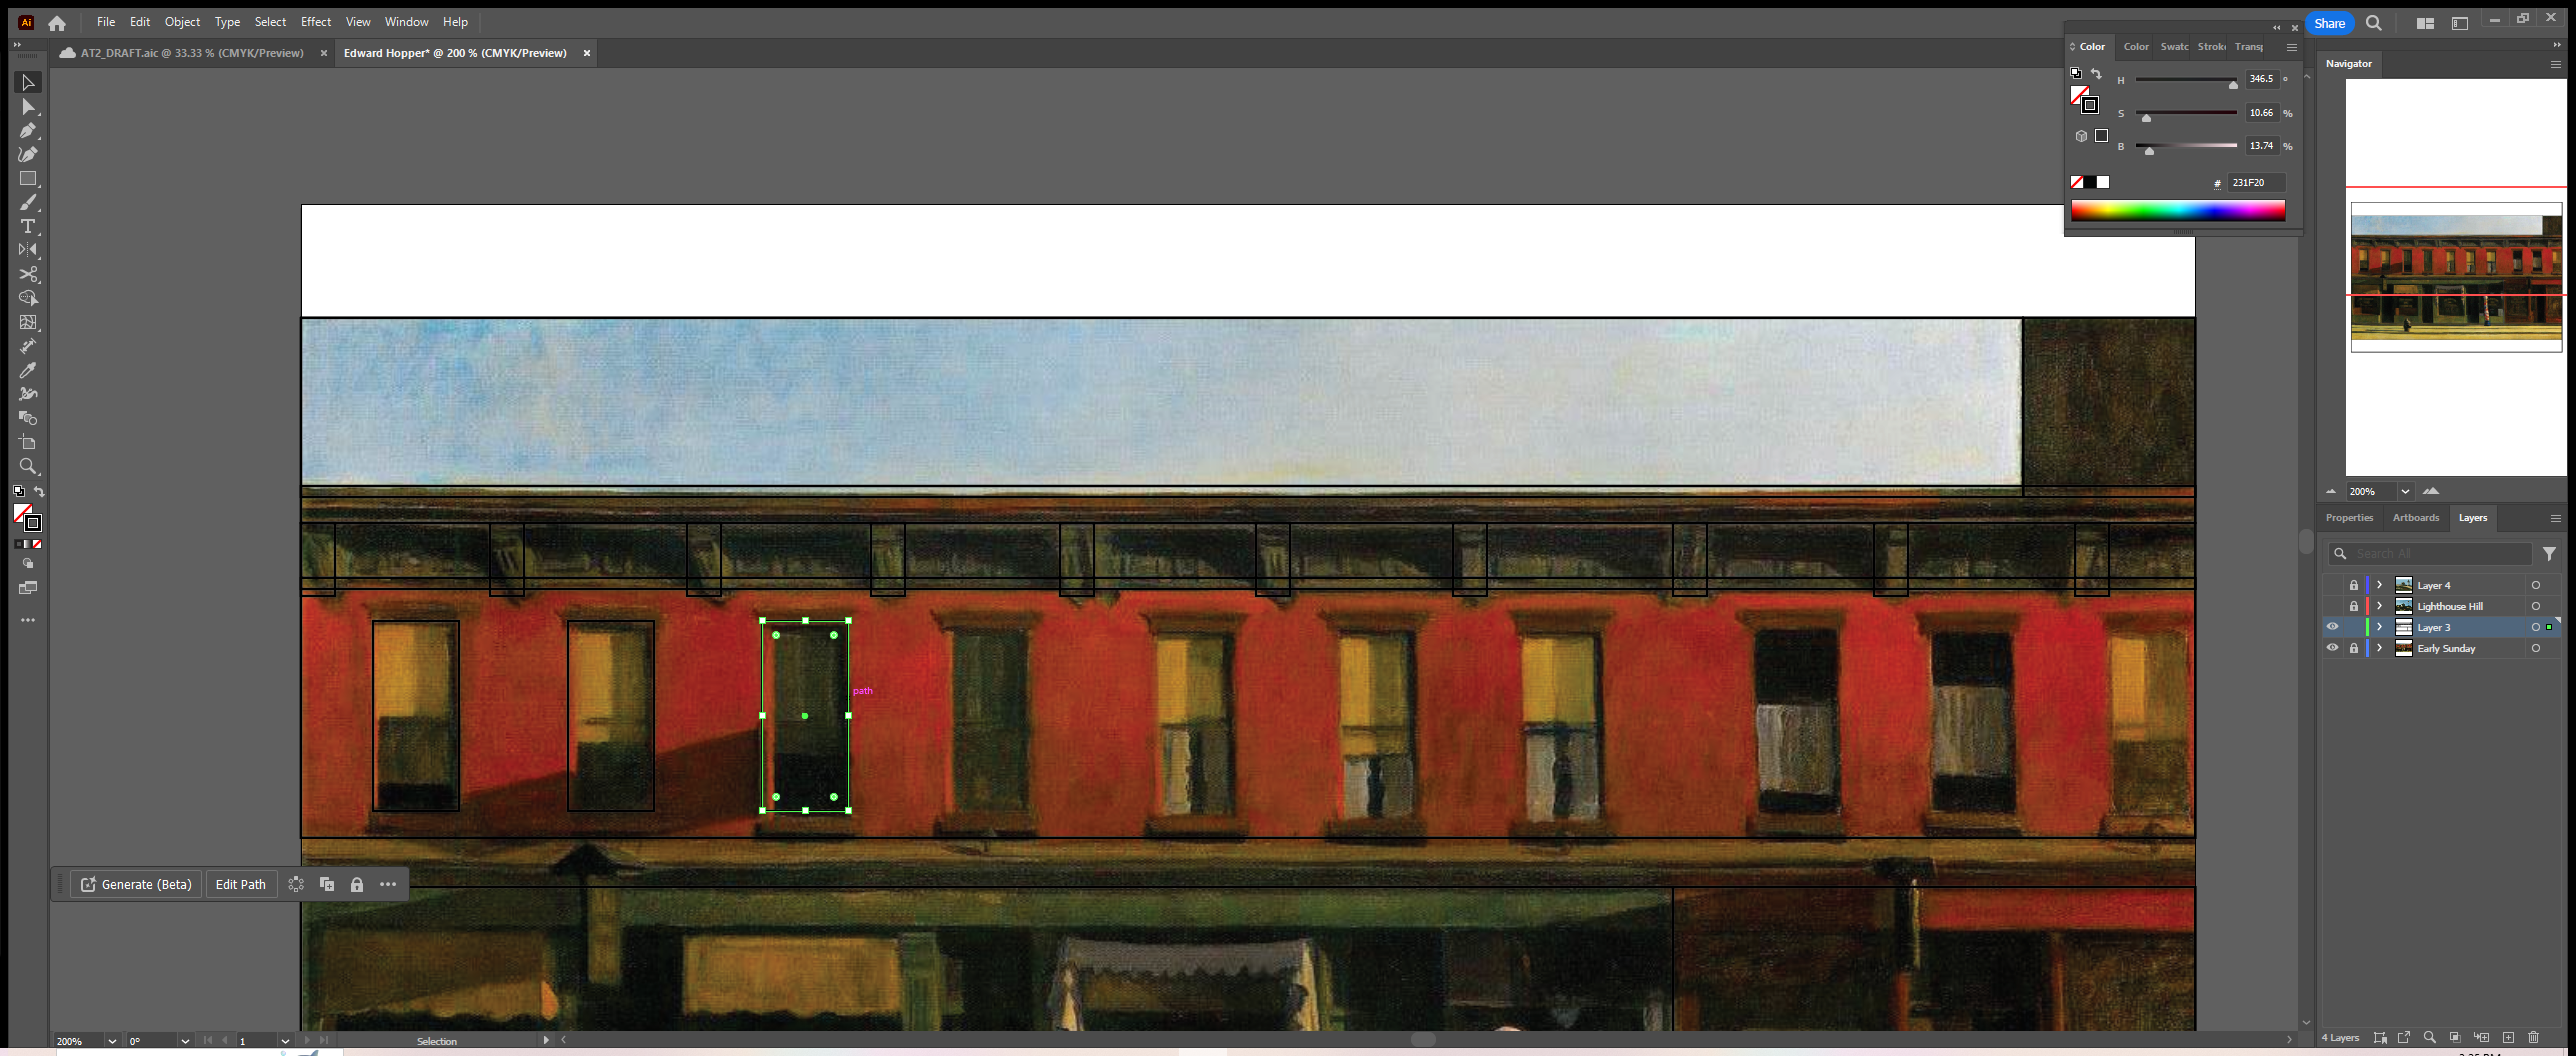 Ai File Edit Object Type Select Effect View Window Help
Share
AT2_DRAFT.aic @ 33.33 % (CMYK/Preview) × Edward Hopper* @ 200 % (CMYK/Preview) ×
Color Color Swatc Strok Transp
H 346.5 °
S 10.66 %
B 13.74 %
# 231F20
Navigator
200%
Properties Artboards Layers
Search All
Layer 4
Lighthouse Hill
Layer 3
Early Sunday
path
Generate (Beta) Edit Path
200% 0° 1 Selection
4 Layers